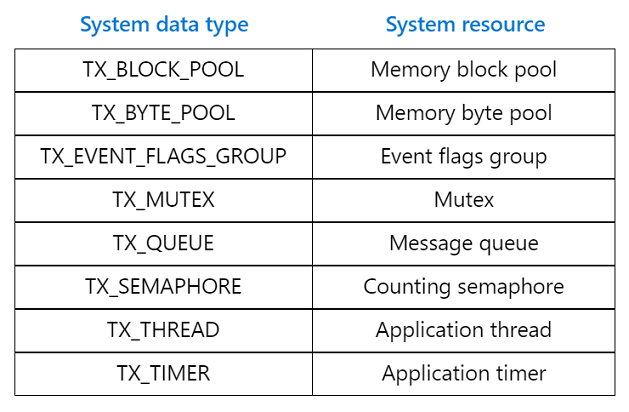 System data type System resource
TX_BLOCK_POOL Memory block pool
TX_BYTE_POOL Memory byte pool
TX_EVENT_FLAGS_GROUP Event flags group
TX_MUTEX Mutex
TX_QUEUE Message queue
TX_SEMAPHORE Counting semaphore
TX_THREAD Application thread
TX_TIMER Application timer